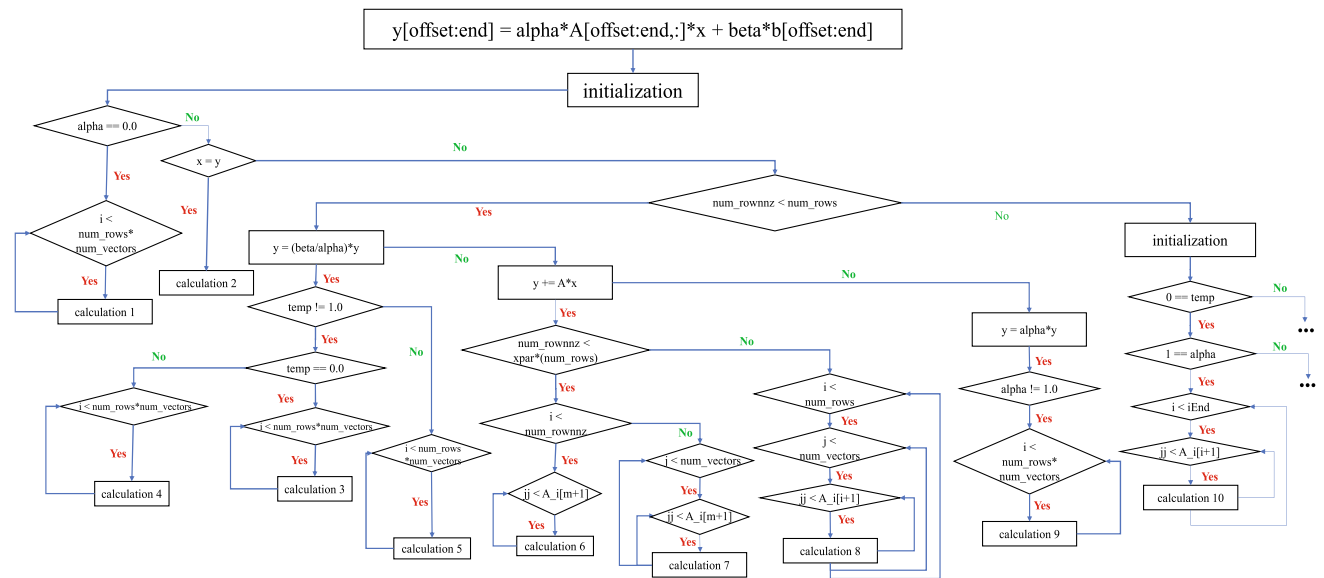 y[offset:end] = alpha*A[offset:end,:]*x + beta*b[offset:end]
initialization
alpha == 0.0
No
x = y
No
Yes
Yes
i <
num_rows*
num_vectors
Yes
calculation 1
calculation 2
num_rownnz < num_rows
Yes
No
y = (beta/alpha)*y
No
Yes
temp != 1.0
Yes
No
temp == 0.0
No
Yes
i < num_rows*num_vectors
Yes
calculation 4
i < num_rows*num_vectors
Yes
calculation 3
i < num_rows
*num_vectors
Yes
calculation 5
y += A*x
No
Yes
num_rownnz <
xpar*(num_rows)
No
Yes
i <
num_rownnz
No
Yes
jj < A_i[m+1]
Yes
calculation 6
j < num_vectors
Yes
jj < A_i[m+1]
Yes
calculation 7
i <
num_rows
Yes
j <
num_vectors
Yes
jj < A_i[i+1]
Yes
calculation 8
y = alpha*y
Yes
alpha != 1.0
Yes
i <
num_rows*
num_vectors
Yes
calculation 9
initialization
0 == temp
No
...
Yes
1 == alpha
No
...
Yes
i < iEnd
Yes
jj < A_i[i+1]
Yes
calculation 10